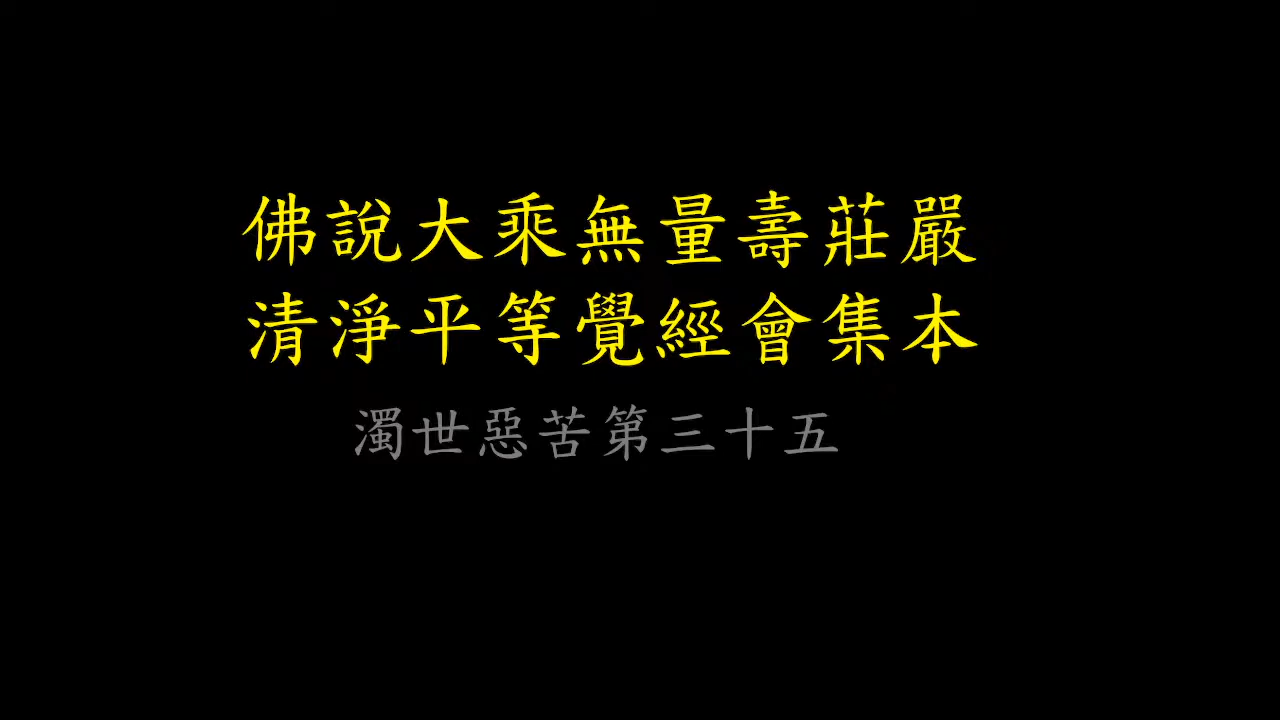 佛說大乘無量壽莊嚴
清淨平等覺經會集本
濁世惡苦第三十五